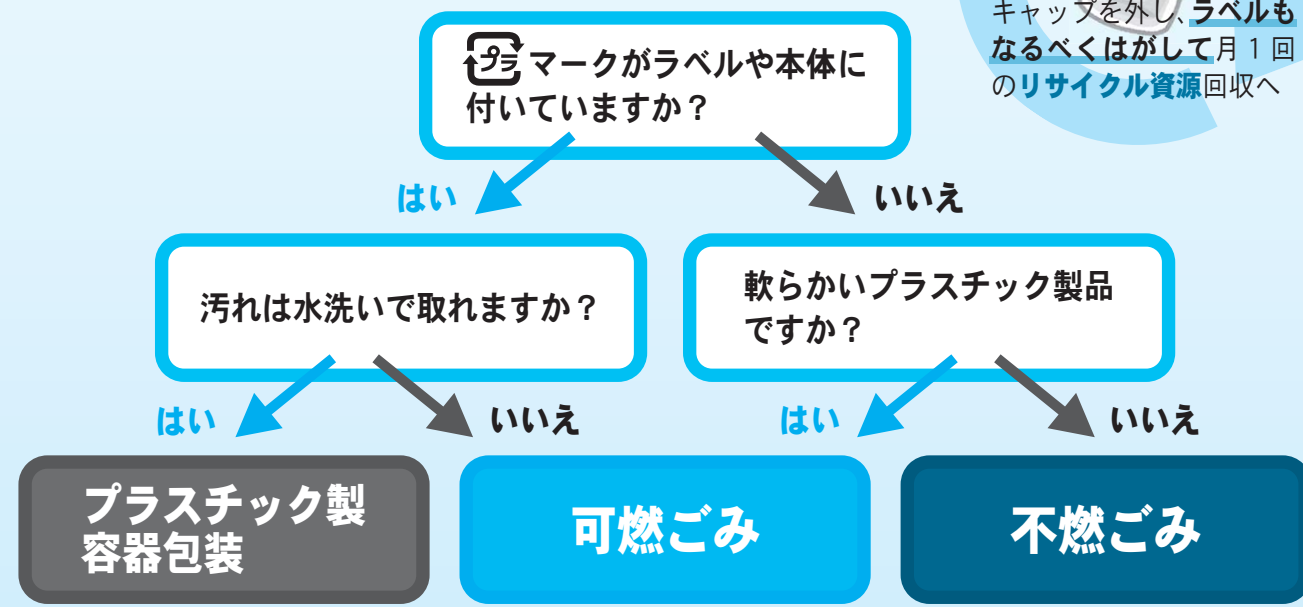 キャップを外し、ラベルも
なるべくはがして月1回
のリサイクル資源回収へ
プラ マークがラベルや本体に
付いていますか？
はい
いいえ
汚れは水洗いで取れますか？
軟らかいプラスチック製品
ですか？
はい
いいえ
はい
いいえ
プラスチック製
容器包装
可燃ごみ
不燃ごみ